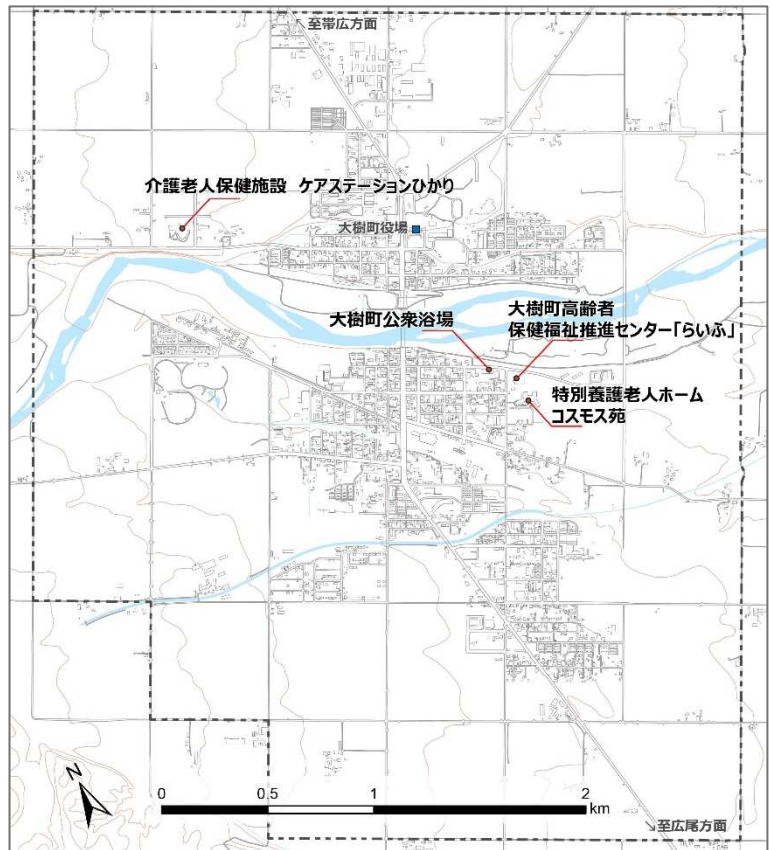 ↖至帯広方面
介護老人保健施設 ケアステーションひかり
大樹町役場
大樹町公衆浴場
大樹町高齢者
保健福祉推進センター「らいふ」
特別養護老人ホーム
コスモス苑
N
0 0.5 1 2
km
↘至広尾方面